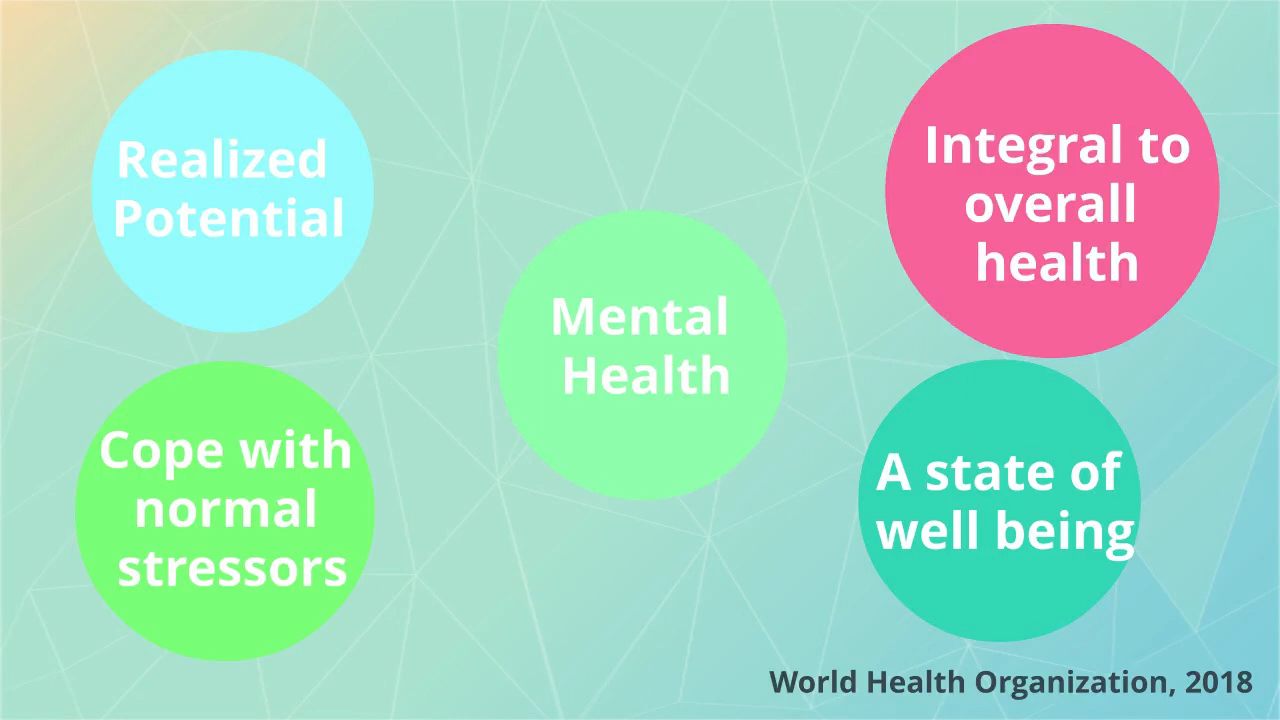 Realized
Potential
Integral to
overall
health
Mental
Health
Cope with
normal
stressors
A state of
well being
World Health Organization, 2018